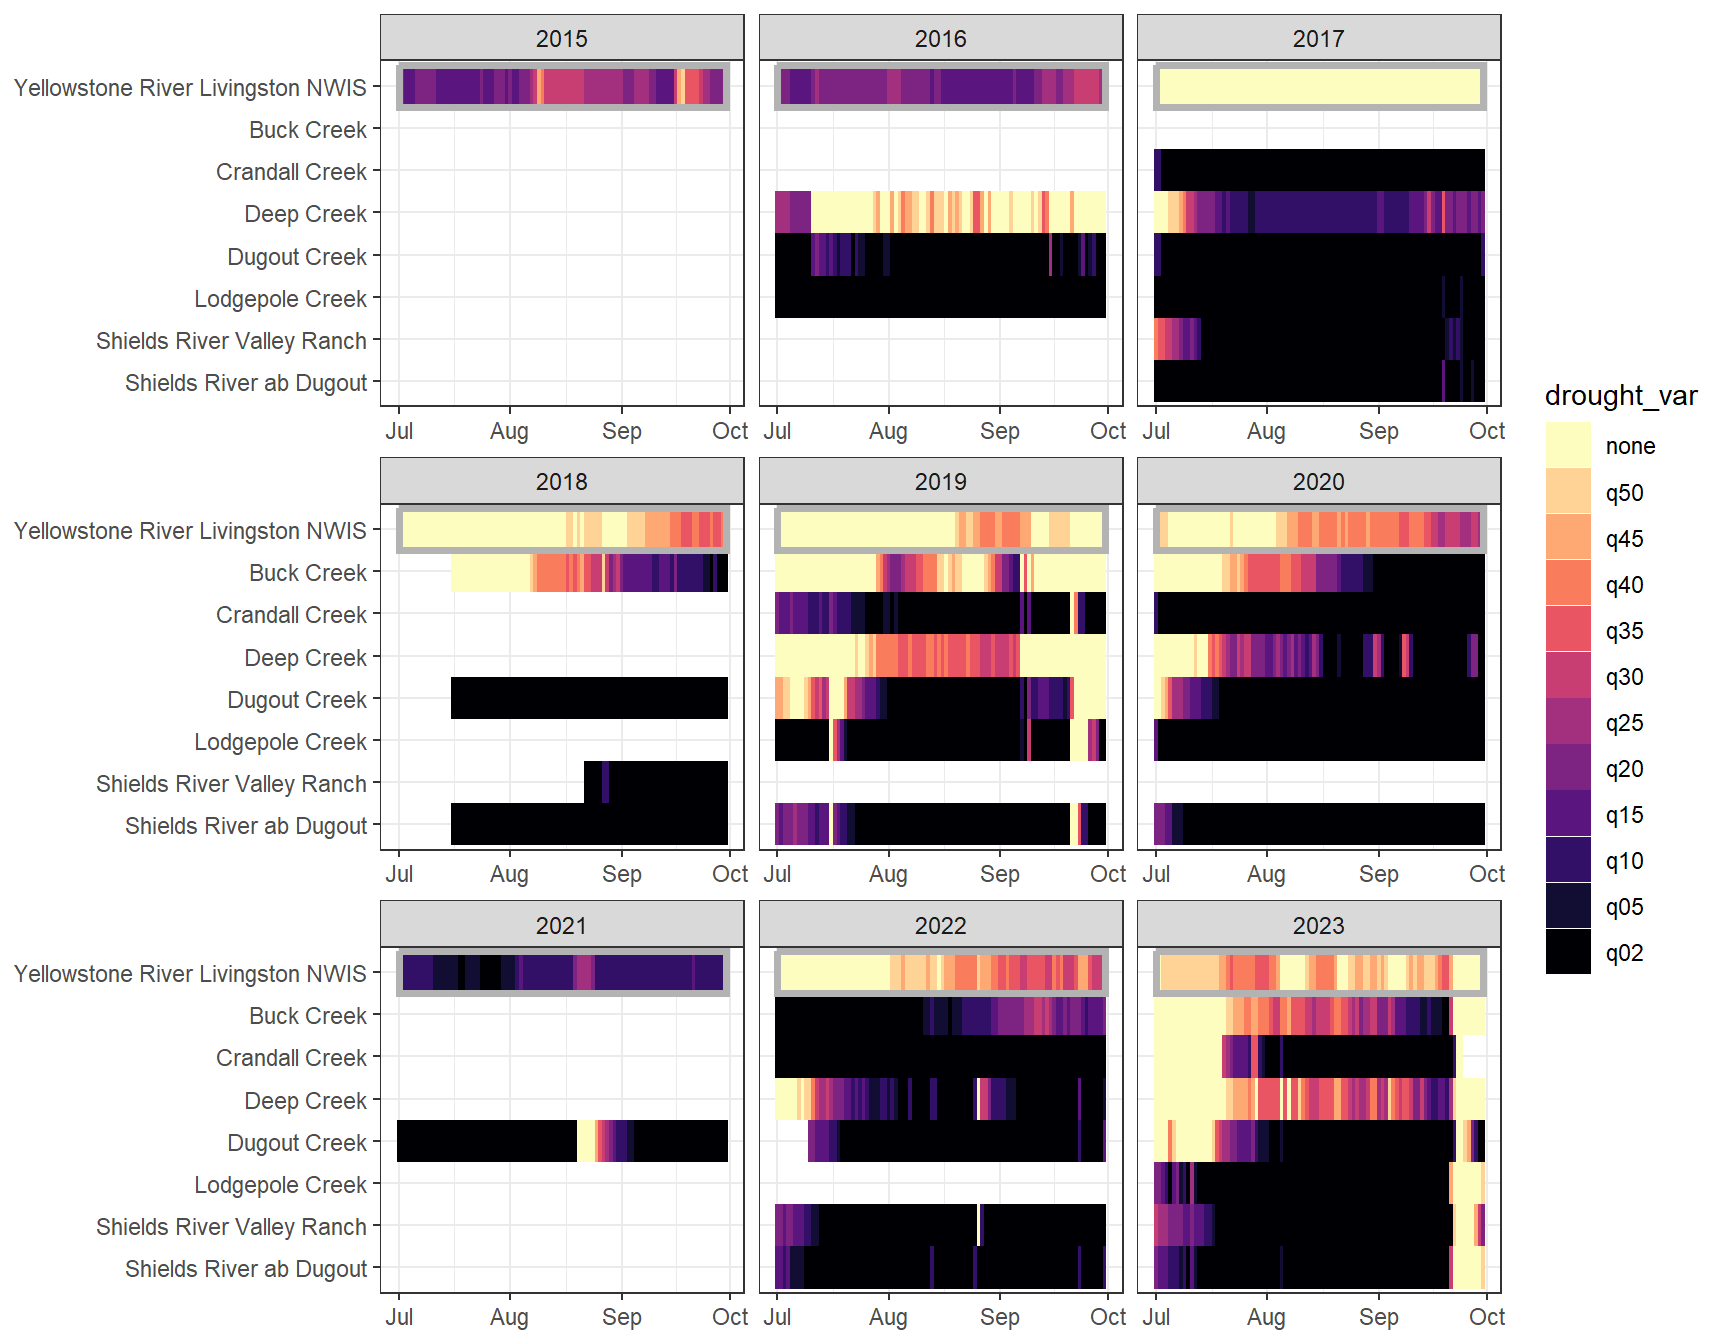 2015 2016 2017
Yellowstone River Livingston NWIS
Buck Creek
Crandall Creek
Deep Creek
Dugout Creek
Lodgepole Creek
Shields River Valley Ranch
Shields River ab Dugout
Jul Aug Sep Oct Jul Aug Sep Oct Jul Aug Sep Oct
2018 2019 2020
Yellowstone River Livingston NWIS
Buck Creek
Crandall Creek
Deep Creek
Dugout Creek
Lodgepole Creek
Shields River Valley Ranch
Shields River ab Dugout
Jul Aug Sep Oct Jul Aug Sep Oct Jul Aug Sep Oct
2021 2022 2023
Yellowstone River Livingston NWIS
Buck Creek
Crandall Creek
Deep Creek
Dugout Creek
Lodgepole Creek
Shields River Valley Ranch
Shields River ab Dugout
Jul Aug Sep Oct Jul Aug Sep Oct Jul Aug Sep Oct
drought_var
none
q50
q45
q40
q35
q30
q25
q20
q15
q10
q05
q02